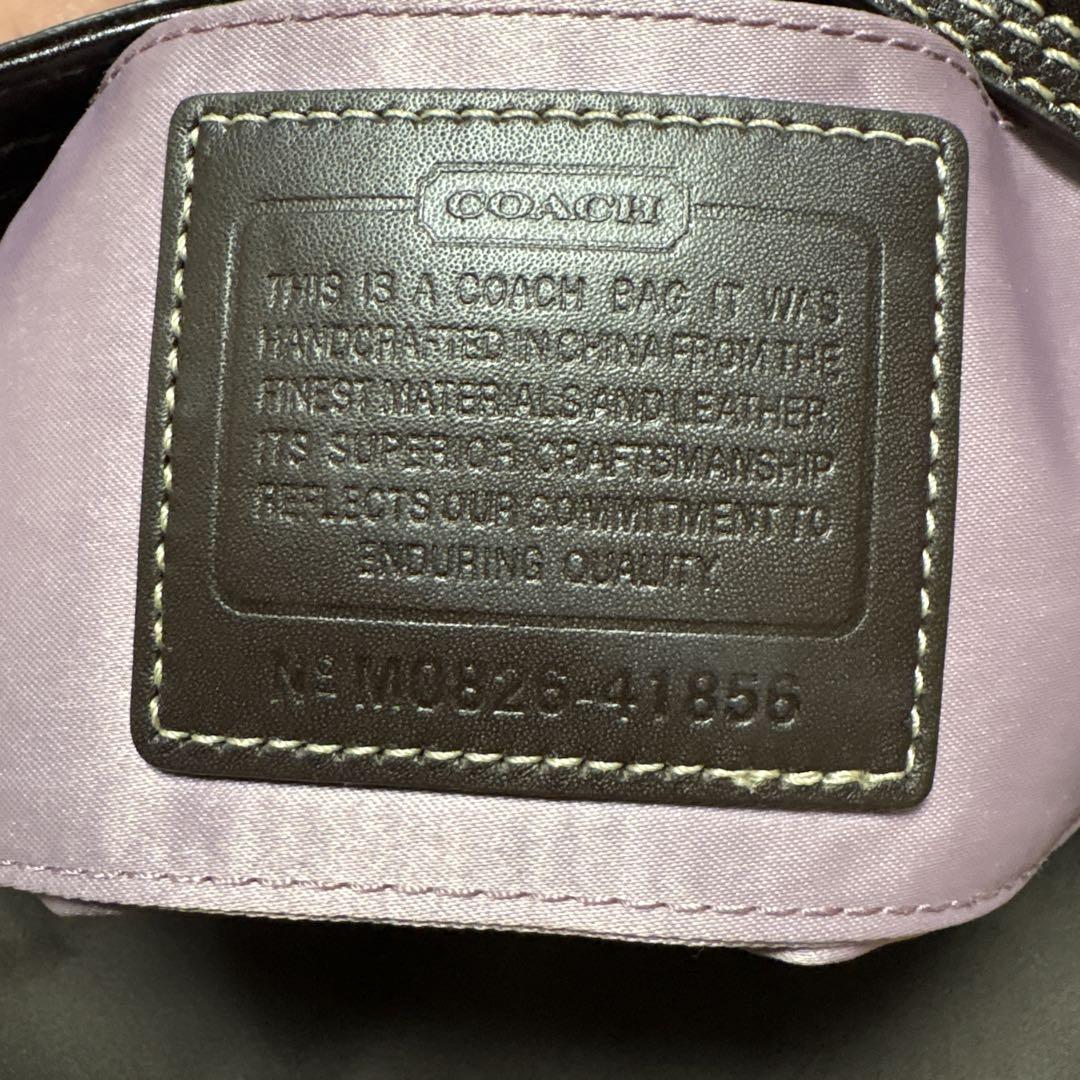 COACH
THIS IS A COACH BAG IT WAS
HANDCRAFTED IN CHINA FROM THE
FINEST MATERIALS AND LEATHER.
ITS SUPERIOR CRAFTSMANSHIP
REFLECTS OUR COMMITMENT TO
ENDURING QUALITY
Nº M0826-41856